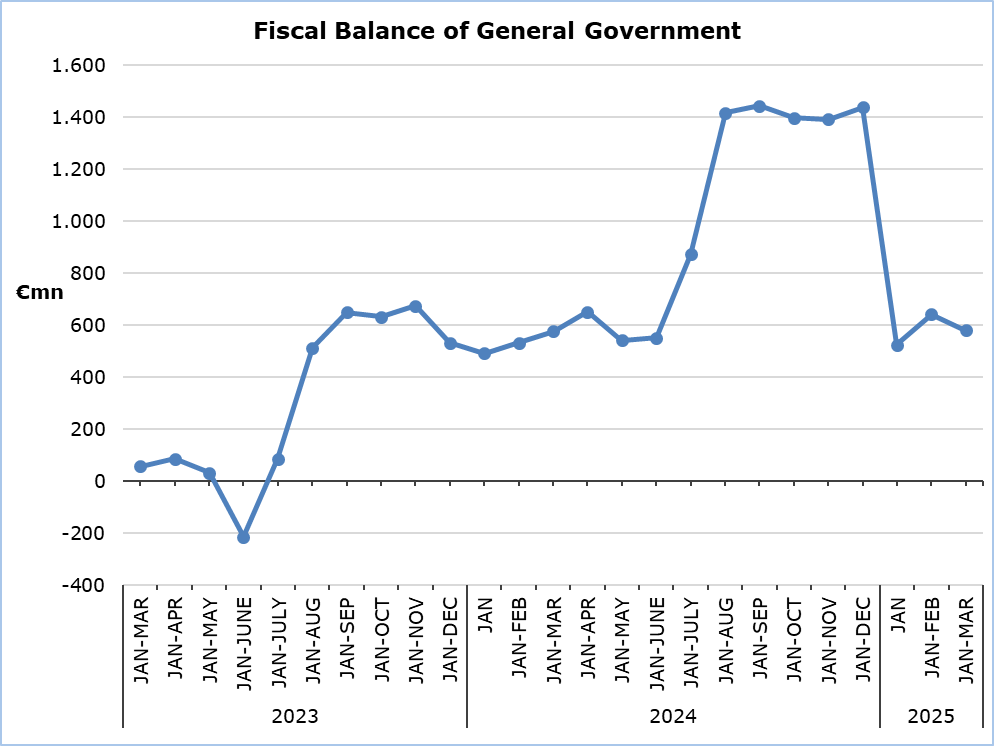 Fiscal Balance of General Government
1.600
1.400
1.200
1.000
800
€mn
600
400
200
0
-200
-400
JAN-MAR
JAN-APR
JAN-MAY
JAN-JUNE
JAN-JULY
JAN-AUG
JAN-SEP
JAN-OCT
JAN-NOV
JAN-DEC
JAN
JAN-FEB
JAN-MAR
JAN-APR
JAN-MAY
JAN-JUNE
JAN-JULY
JAN-AUG
JAN-SEP
JAN-OCT
JAN-NOV
JAN-DEC
JAN
JAN-FEB
JAN-MAR
2023
2024
2025